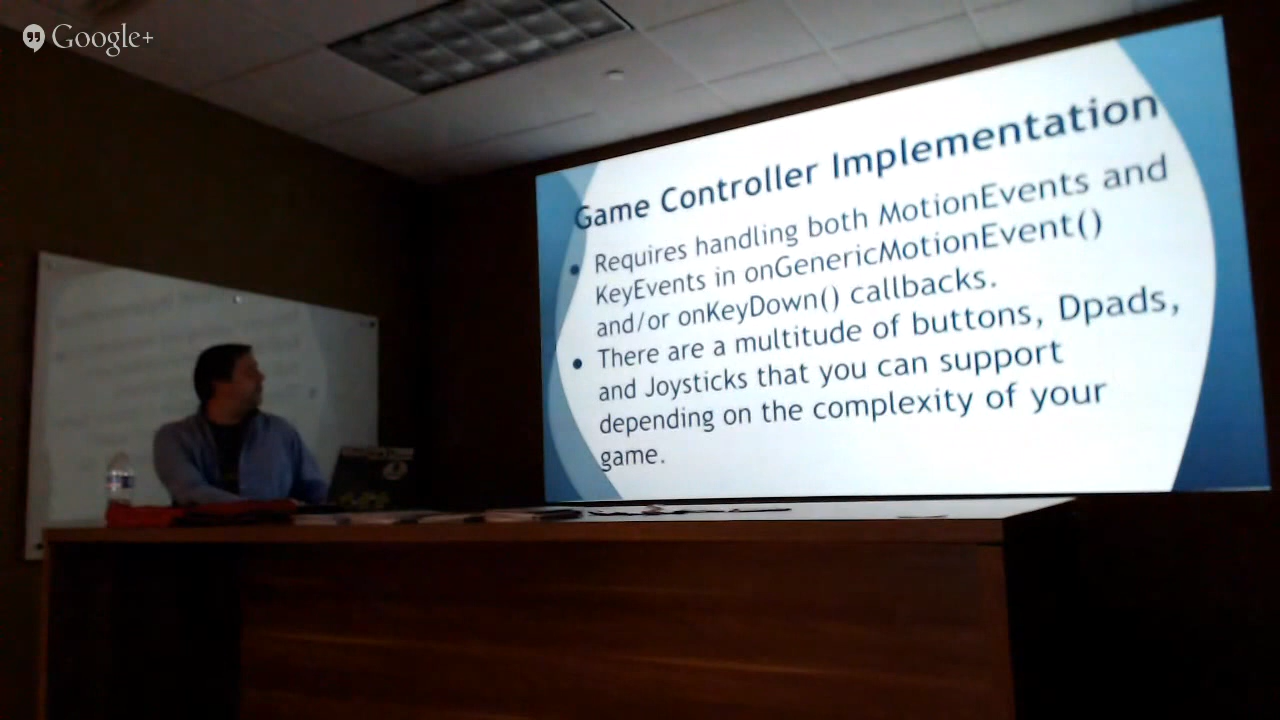 Google+
Game Controller Implementation
• Requires handling both MotionEvents and
KeyEvents in onGenericMotionEvent()
and/or onKeyDown() callbacks.
• There are a multitude of buttons, Dpads,
and Joysticks that you can support
depending on the complexity of your
game.